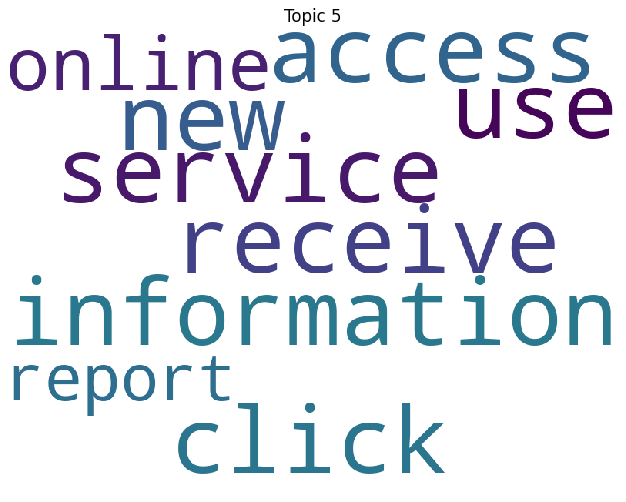 Topic 5
online access
new use
service
receive
information
report
click